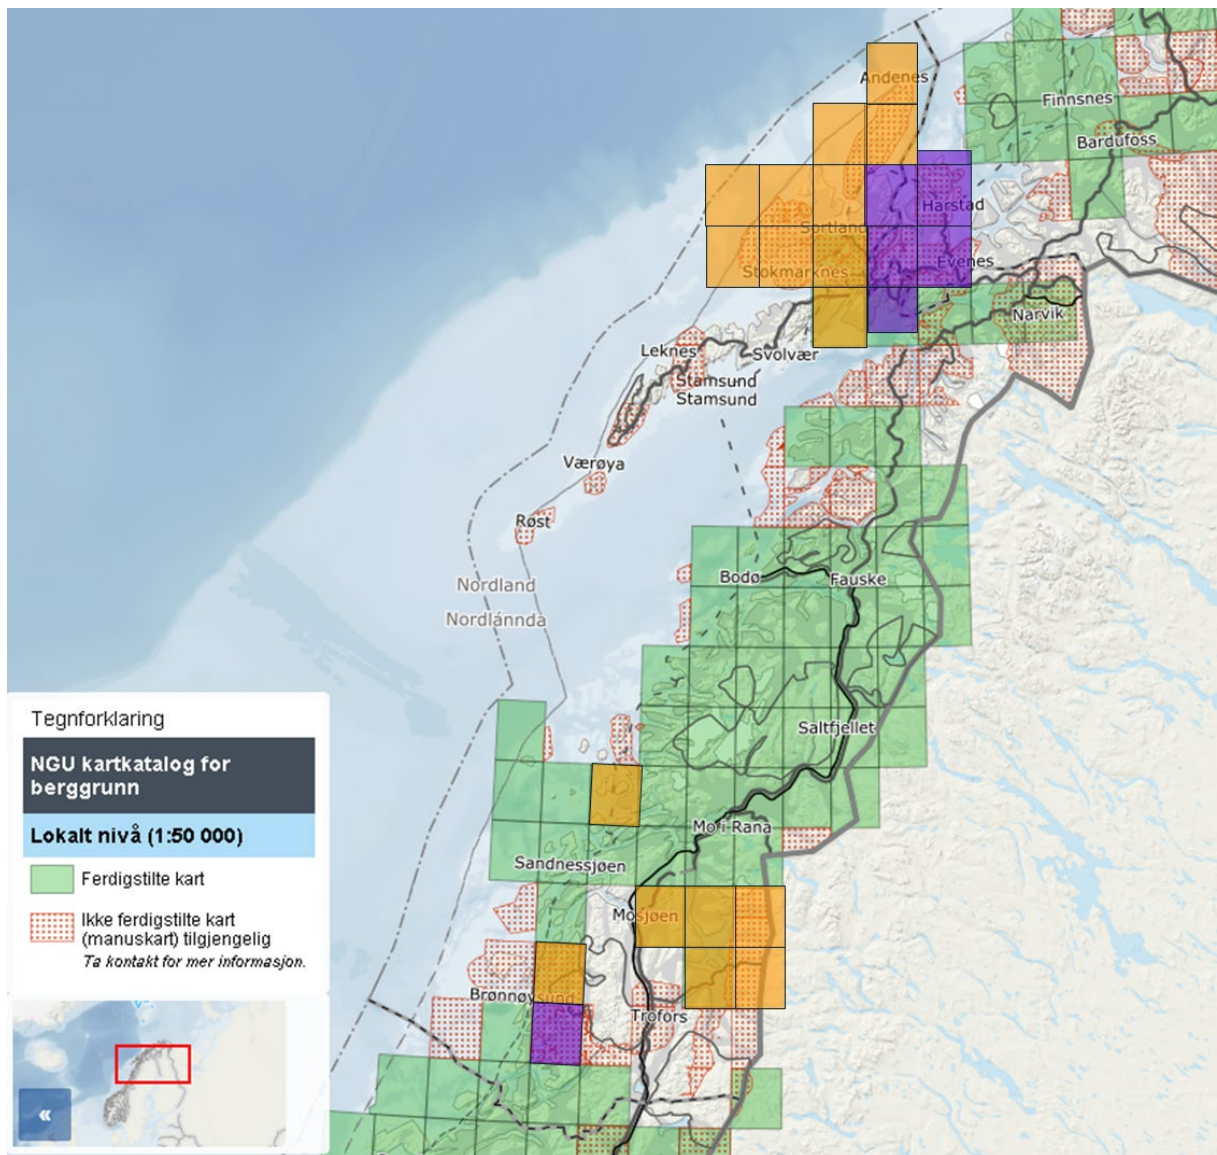 Andenes
Finnsnes
Bardufoss
Harstad
Sortland
Evenes
Stokmarknes
Narvik
Leknes
Svolvær
Stamsund
Stamsund
Værøya
Røst
Bodø
Fauske
Nordland
Nordlánnda
Saltfjellet
Mo i Rana
Sandnessjøen
Mosjøen
Brønnøysund
Trofors
Tegnforklaring
NGU kartkatalog for
berggrunn
Lokalt nivå (1:50 000)
Ferdigstilte kart
Ikke ferdigstilte kart
(manuskart) tilgjengelig
Ta kontakt for mer informasjon.
«